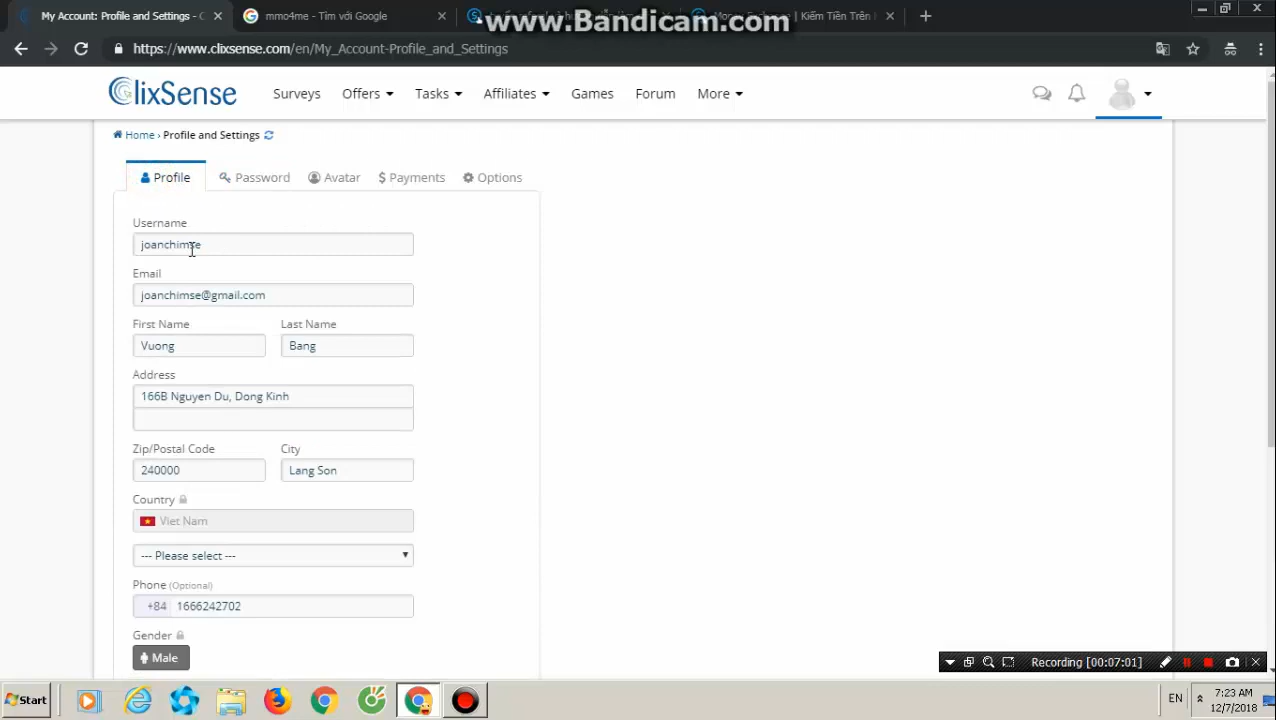 My Account: Profile and Settings - C
mmo4me - Tìm với Google
Kiếm Tiền Trên
www.Bandicam.com
https://www.clixsense.com/en/My_Account-Profile_and_Settings
ClixSense
Surveys
Offers
Tasks
Affiliates
Games
Forum
More
Home › Profile and Settings
Profile
Password
Avatar
$ Payments
Options
Username
joanchimse
Email
joanchimse@gmail.com
First Name
Last Name
Vuong
Bang
Address
166B Nguyen Du, Dong Kinh
Zip/Postal Code
City
240000
Lang Son
Country
Viet Nam
--- Please select ---
Phone (Optional)
+84 1666242702
Gender
Male
Recording [00:07:01]
Start
EN
7:23 AM
12/7/2018